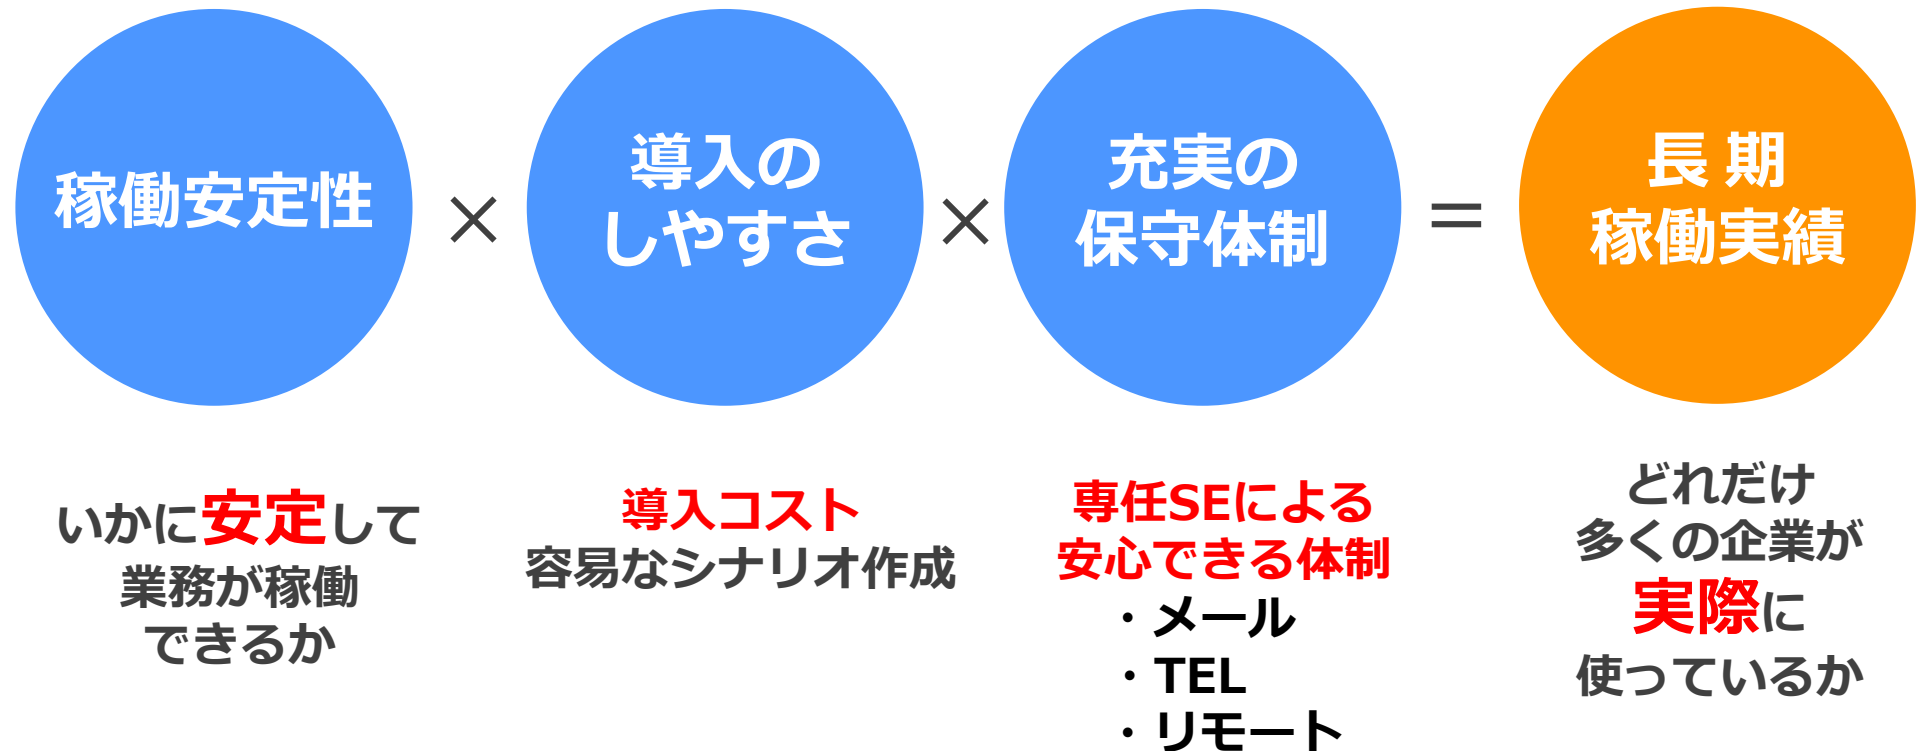 稼働安定性
×
導入の
しやすさ
×
充実の
保守体制
＝
長 期
稼働実績
いかに安定して
業務が稼働
できるか
導入コスト
容易なシナリオ作成
専任SEによる
安心できる体制
・メール
・TEL
・リモート
どれだけ
多くの企業が
実際に
使っているか